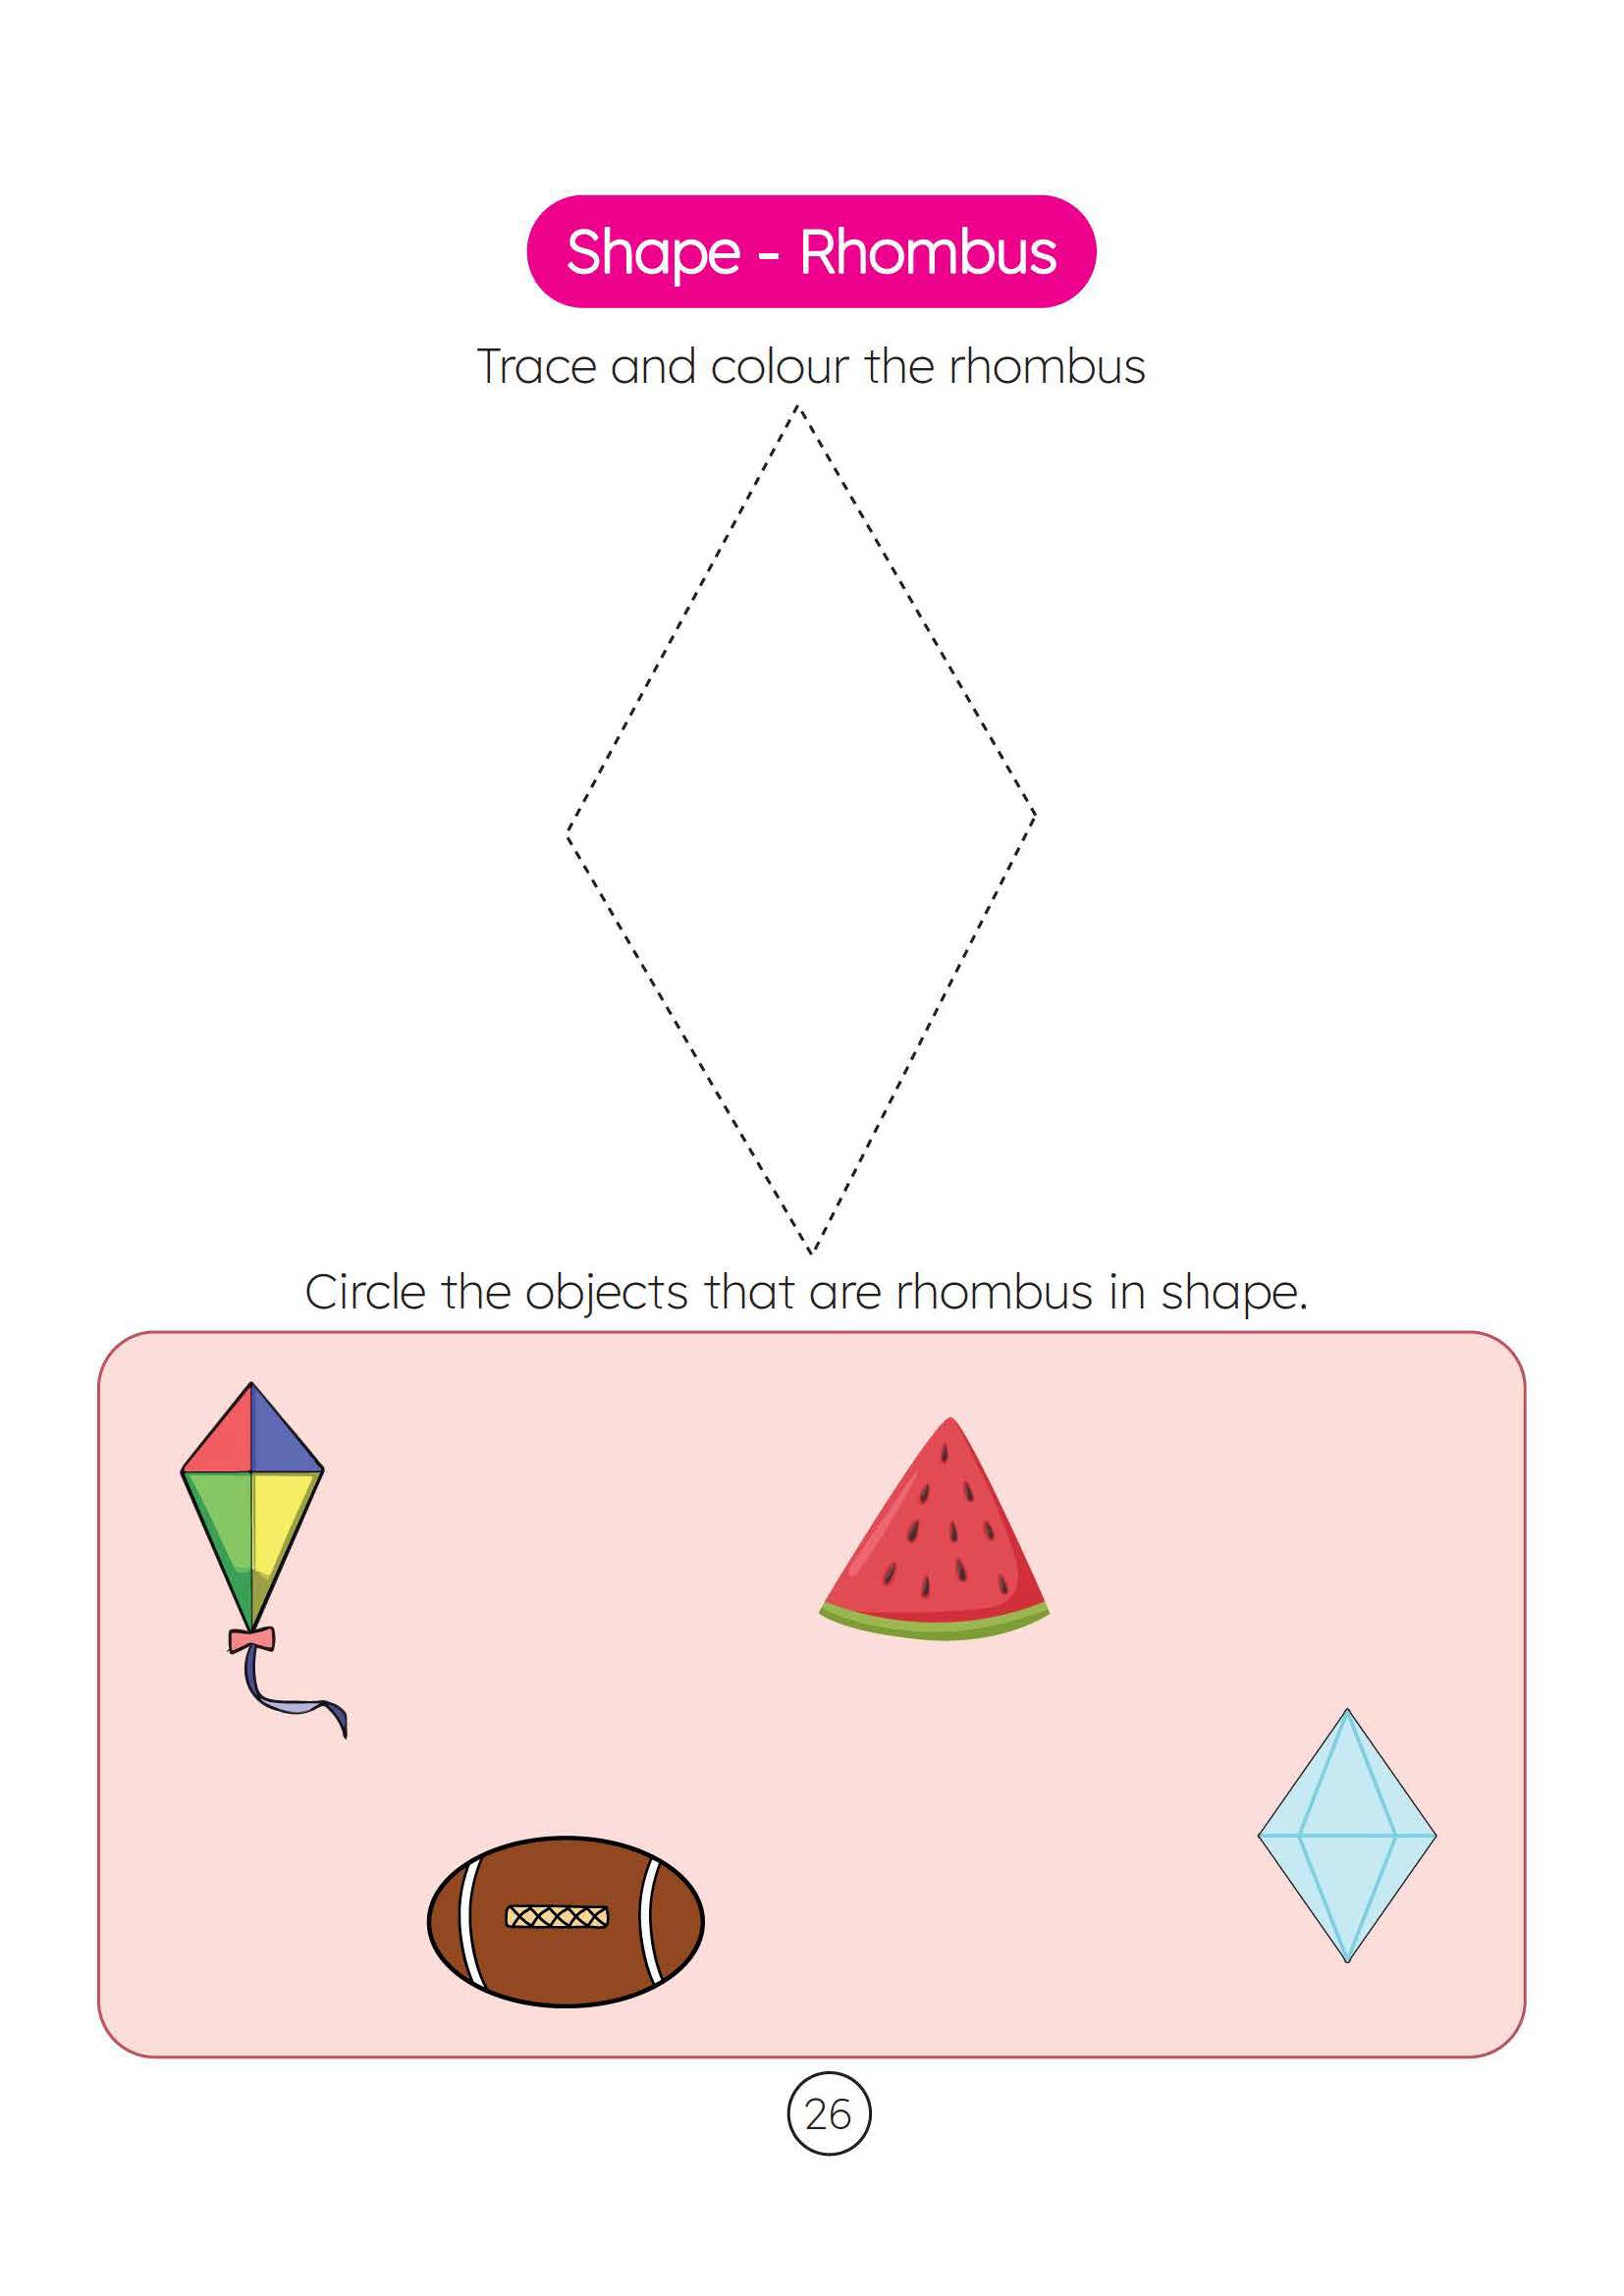 Shape - Rhombus
Trace and colour the rhombus
Circle the objects that are rhombus in shape.
26